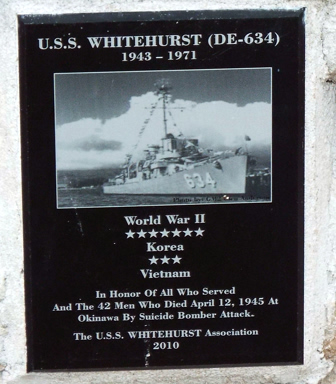 U.S.S. WHITEHURST (DE-634)
1943 – 1971
634
World War II
★★★★★★★
Korea
★★★
Vietnam
In Honor Of All Who Served
And The 42 Men Who Died April 12, 1945 At
Okinawa By Suicide Bomber Attack.
The U.S.S. WHITEHURST Association
2010